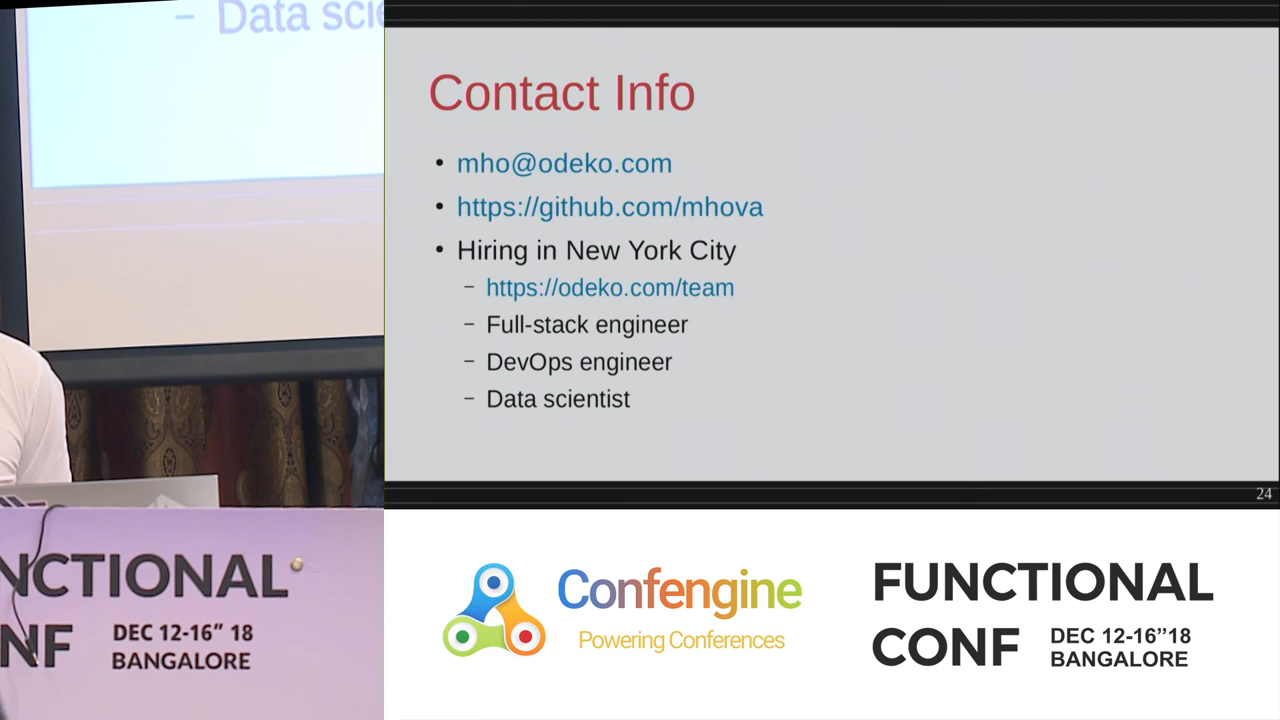 – Data scie
Contact Info
• mho@odeko.com
• https://github.com/mhova
• Hiring in New York City
– https://odeko.com/team
– Full-stack engineer
– DevOps engineer
– Data scientist
24
NCTIONAL
NF
DEC 12-16” 18
BANGALORE
Confengine
Powering Conferences
FUNCTIONAL
CONF
DEC 12-16”18
BANGALORE